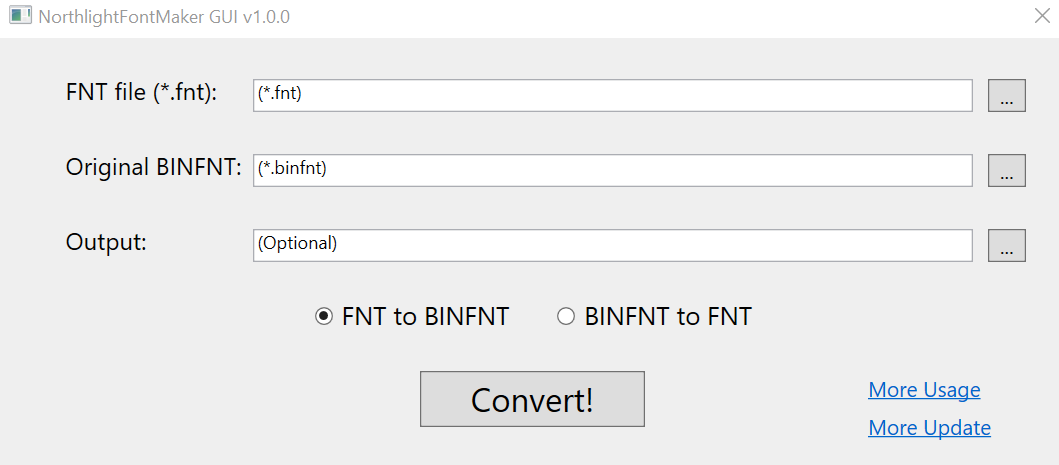 NorthlightFontMaker GUI v1.0.0
FNT file (*.fnt): (*.fnt) ...
Original BINFNT: (*.binfnt) ...
Output: (Optional) ...
FNT to BINFNT BINFNT to FNT
Convert!
More Usage
More Update